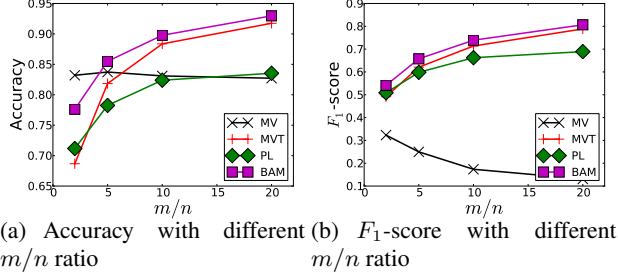 0.95
0.90
0.85
0.80
0.75
0.70
0.65
Accuracy
0 5 10 15 20
m/n
MV
MVT
PL
BAM
0.9
0.8
0.7
0.6
0.5
0.4
0.3
0.2
0.1
F₁-score
0 5 10 15 20
m/n
MV
MVT
PL
BAM
(a) Accuracy with different
m/n ratio
(b) F₁-score with different
m/n ratio